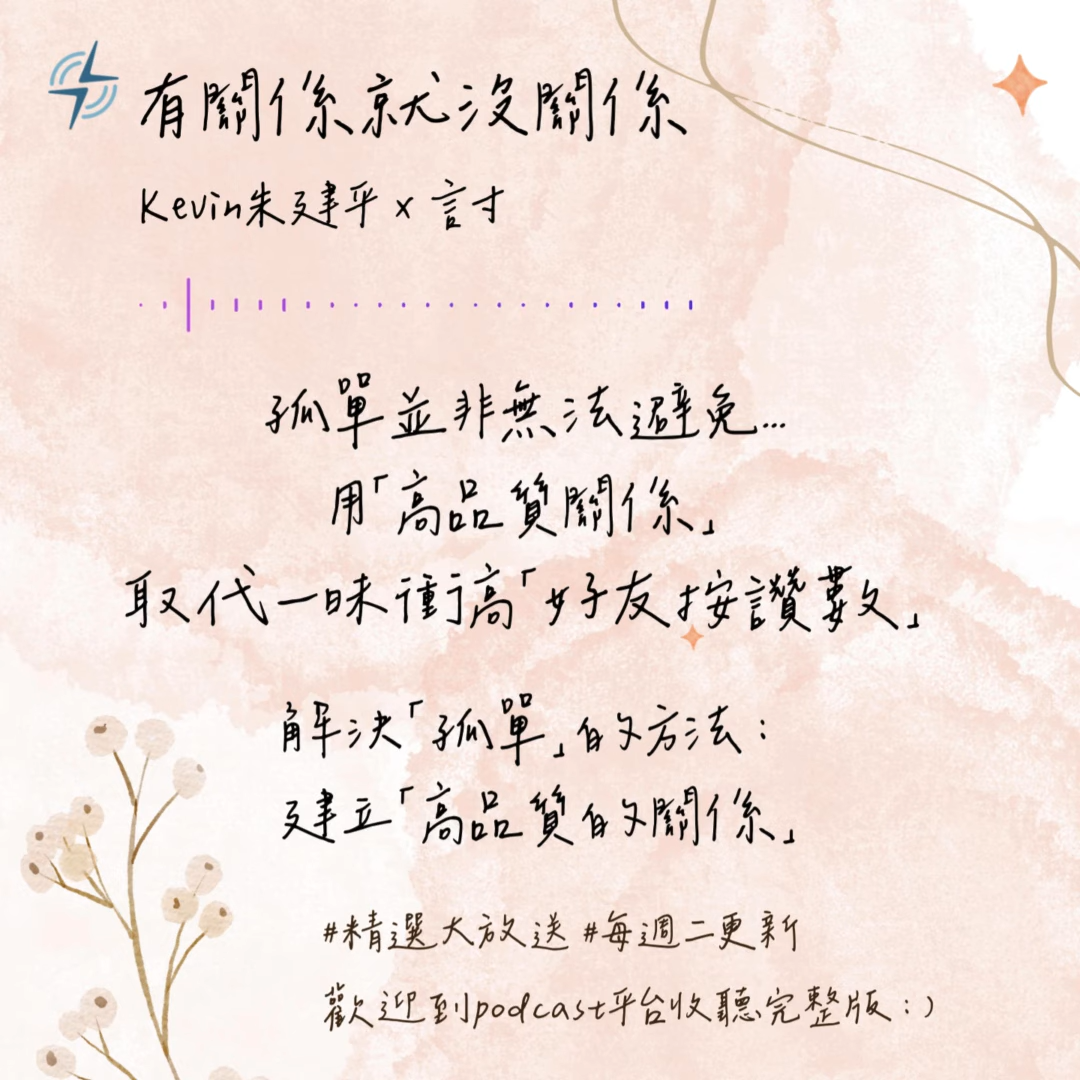 有關係就沒關係
Kevin朱建平 x 討
孤單並非無法避免...
用「高品質關係」
取代一昧衝高「好友按讚數」
解決「孤單」的方法：
建立「高品質的關係」
#精選大放送 #每週二更新
歡迎到podcast平台收聽完整版：）